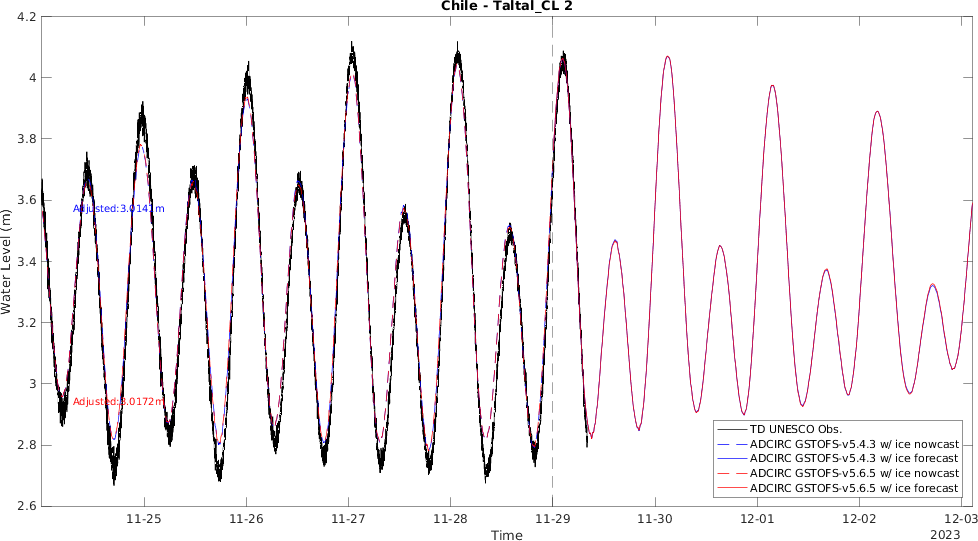 Chile - Taltal_CL 2
4.2
4
3.8
3.6
3.4
3.2
3
2.8
2.6
Water Level (m)
Adjusted:3.0141m
Adjusted:3.0172m
TD UNESCO Obs.
ADCIRC GSTOFS-v5.4.3 w/ ice nowcast
ADCIRC GSTOFS-v5.4.3 w/ ice forecast
ADCIRC GSTOFS-v5.6.5 w/ ice nowcast
ADCIRC GSTOFS-v5.6.5 w/ ice forecast
11-25 11-26 11-27 11-28 11-29 11-30 12-01 12-02 12-03
Time 2023